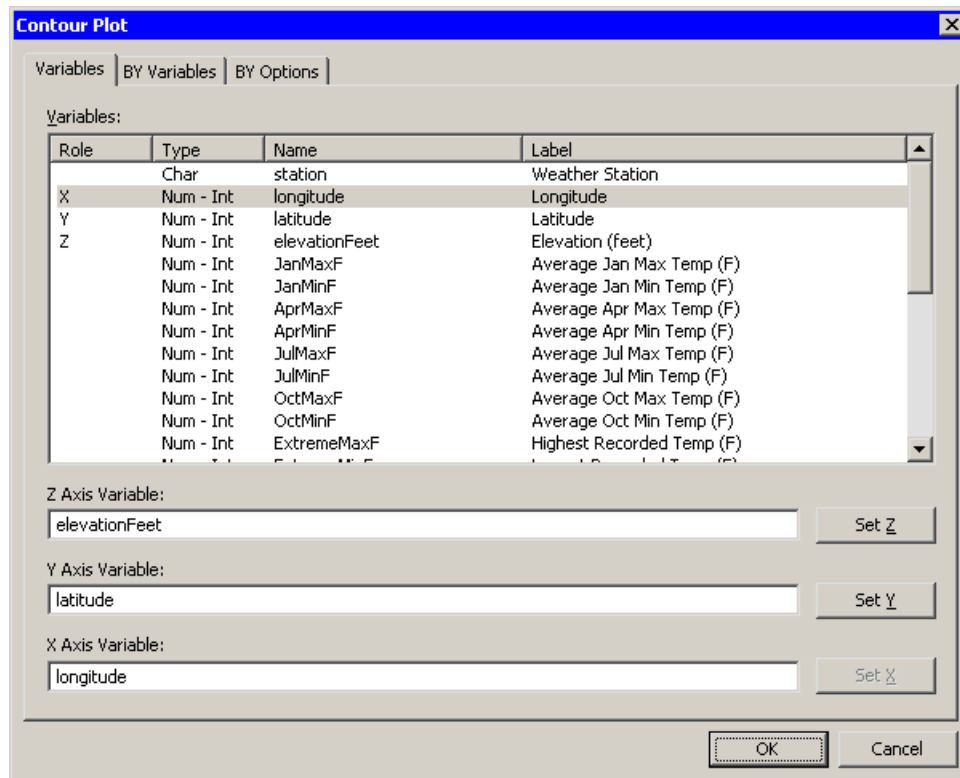 Contour Plot
Variables BY Variables BY Options
Variables:
Role Type Name Label
Char station Weather Station
X Num - Int longitude Longitude
Y Num - Int latitude Latitude
Z Num - Int elevationFeet Elevation (feet)
Num - Int JanMaxF Average Jan Max Temp (F)
Num - Int JanMinF Average Jan Min Temp (F)
Num - Int AprMaxF Average Apr Max Temp (F)
Num - Int AprMinF Average Apr Min Temp (F)
Num - Int JulMaxF Average Jul Max Temp (F)
Num - Int JulMinF Average Jul Min Temp (F)
Num - Int OctMaxF Average Oct Max Temp (F)
Num - Int OctMinF Average Oct Min Temp (F)
Num - Int ExtremeMaxF Highest Recorded Temp (F)
Z Axis Variable:
elevationFeet Set Z
Y Axis Variable:
latitude Set Y
X Axis Variable:
longitude Set X
OK Cancel